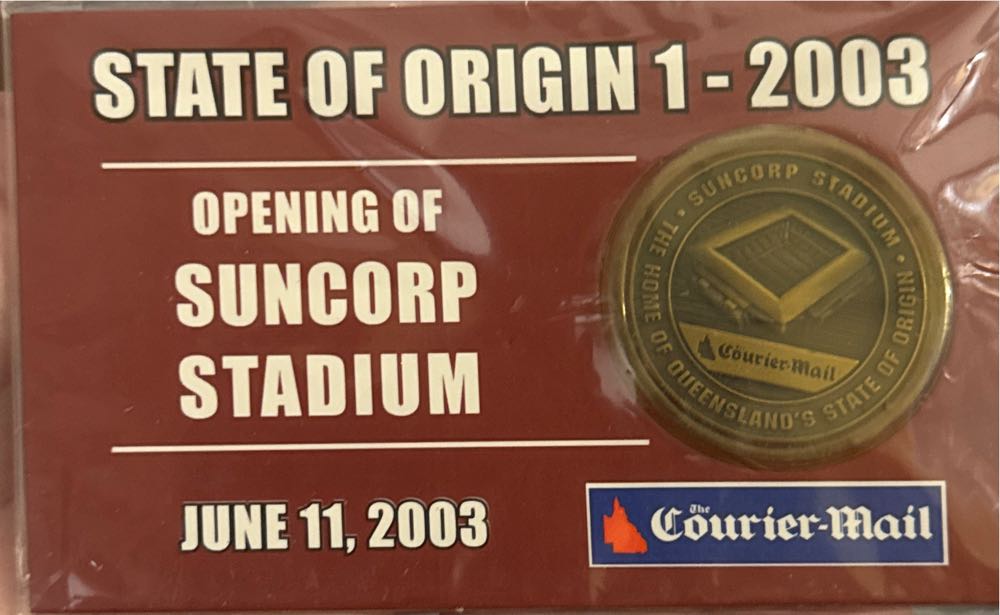 STATE OF ORIGIN 1 - 2003
OPENING OF
SUNCORP
STADIUM
JUNE 11, 2003
• SUNCORP STADIUM •
THE HOME OF QUEENSLAND'S STATE OF ORIGIN
The Courier-Mail
The Courier-Mail